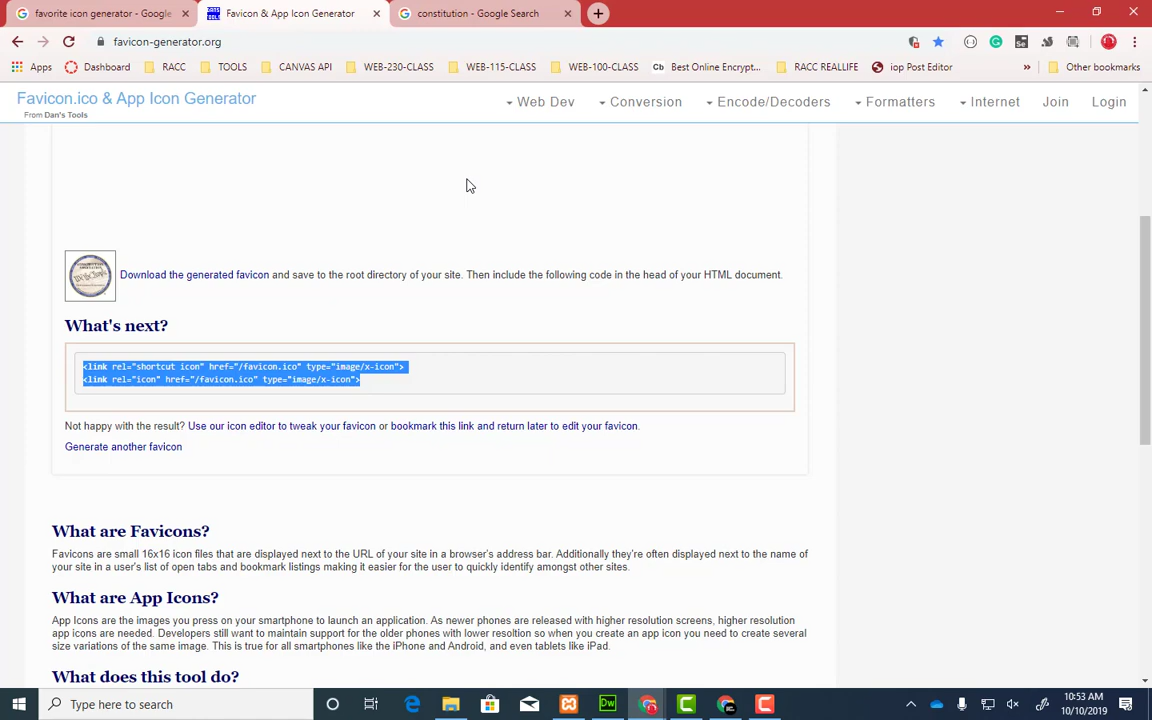 favorite icon generator - Google
Favicon & App Icon Generator
constitution - Google Search
favicon-generator.org
Apps
Dashboard
RACC
TOOLS
CANVAS API
WEB-230-CLASS
WEB-115-CLASS
WEB-100-CLASS
Cb
Best Online Encrypt...
RACC REALLIFE
iop Post Editor
»
Other bookmarks
Favicon.ico & App Icon Generator
From Dan's Tools
Web Dev
Conversion
Encode/Decoders
Formatters
Internet
Join
Login
Download the generated favicon and save to the root directory of your site. Then include the following code in the head of your HTML document.
What's next?
<link rel="shortcut icon" href="/favicon.ico" type="image/x-icon">
<link rel="icon" href="/favicon.ico" type="image/x-icon">
Not happy with the result? Use our icon editor to tweak your favicon or bookmark this link and return later to edit your favicon.
Generate another favicon
What are Favicons?
Favicons are small 16x16 icon files that are displayed next to the URL of your site in a browser's address bar. Additionally they're often displayed next to the name of
your site in a user's list of open tabs and bookmark listings making it easier for the user to quickly identify amongst other sites.
What are App Icons?
App Icons are the images you press on your smartphone to launch an application. As newer phones are released with higher resolution screens, higher resolution
app icons are needed. Developers still want to maintain support for the older phones with lower resoltion so when you create an app icon you need to create several
size variations of the same image. This is true for all smartphones like the iPhone and Android, and even tablets like iPad.
What does this tool do?
Type here to search
Dw
10:53 AM
10/10/2019